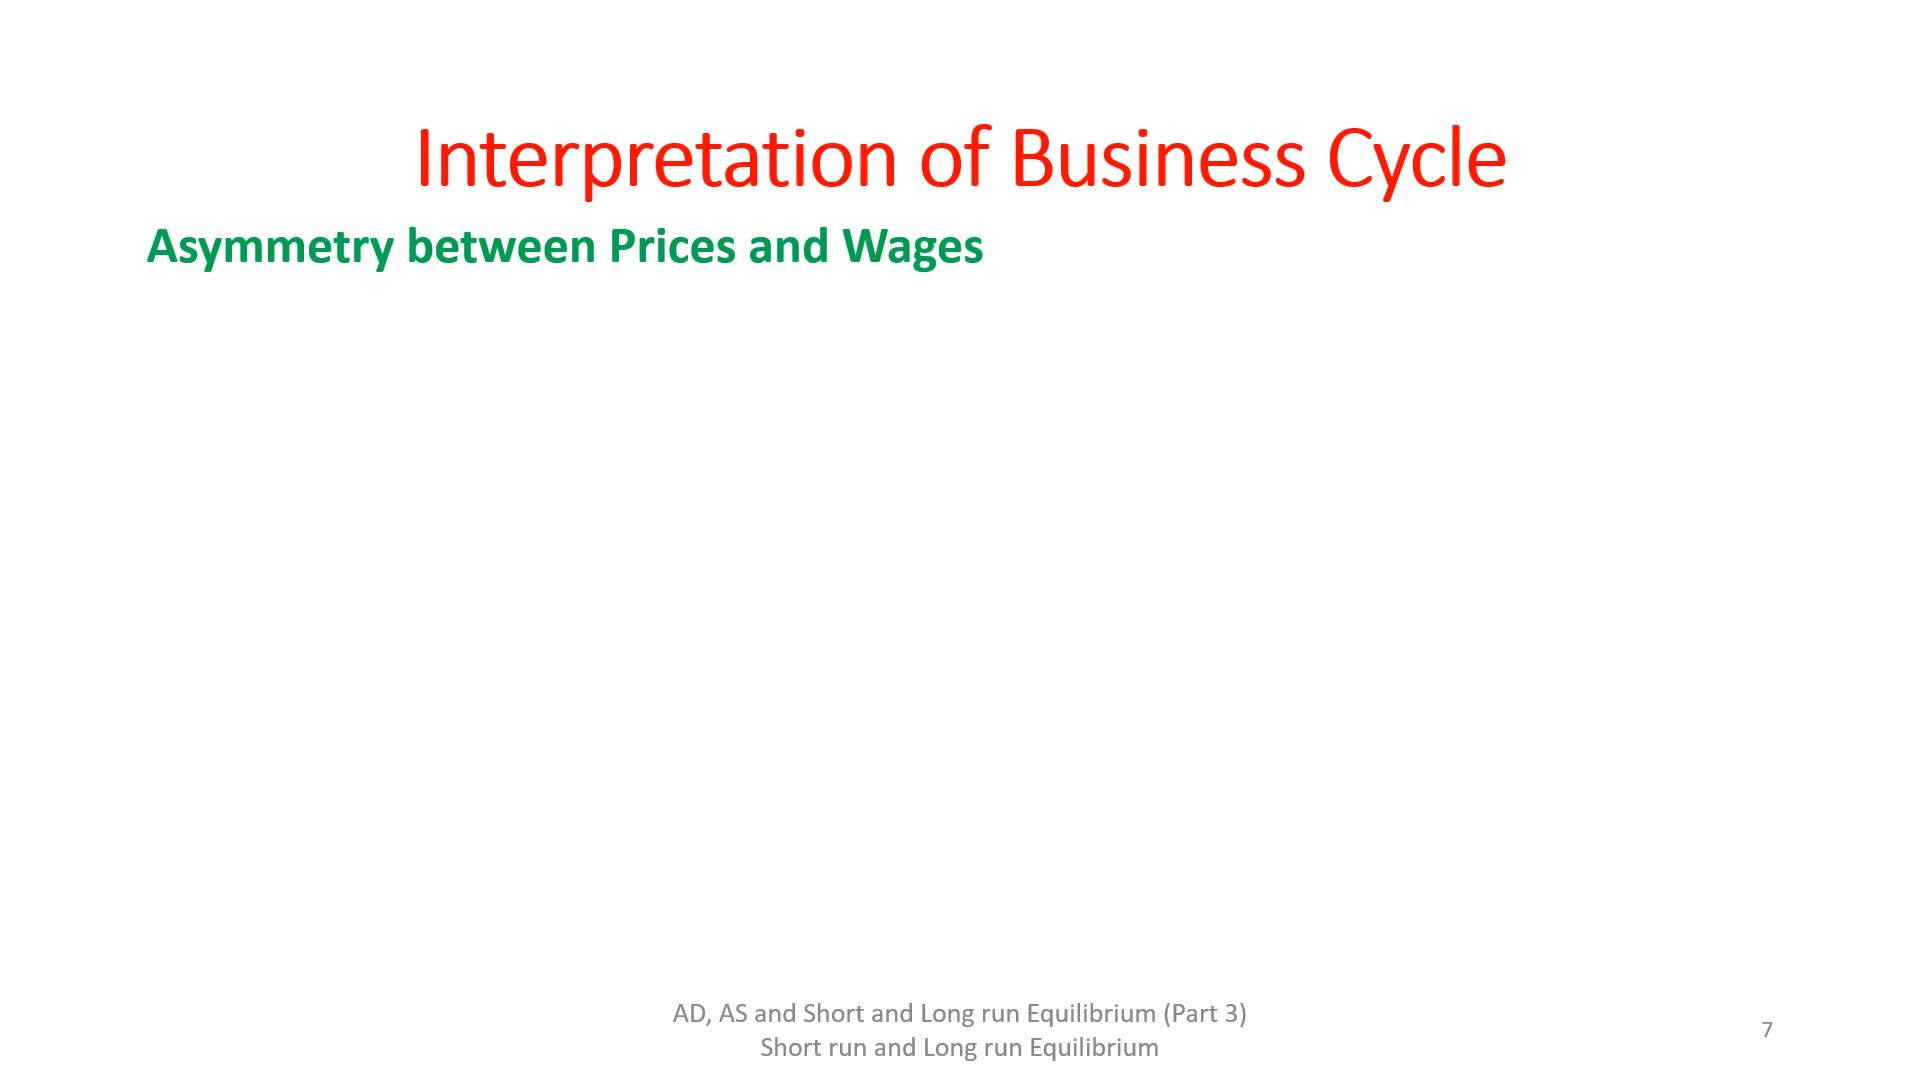 Interpretation of Business Cycle
Asymmetry between Prices and Wages
AD, AS and Short and Long run Equilibrium (Part 3)
Short run and Long run Equilibrium
7